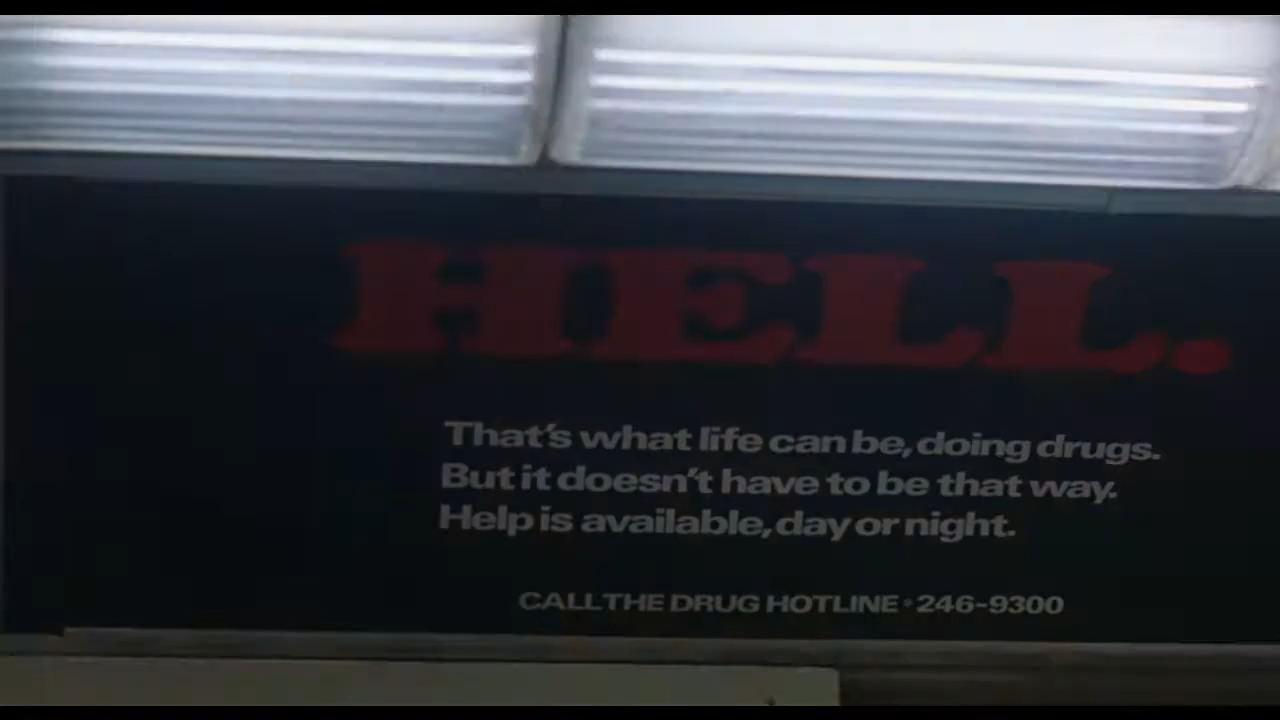 HELL.
That's what life can be, doing drugs.
But it doesn't have to be that way.
Help is available, day or night.
CALL THE DRUG HOTLINE • 246-9300